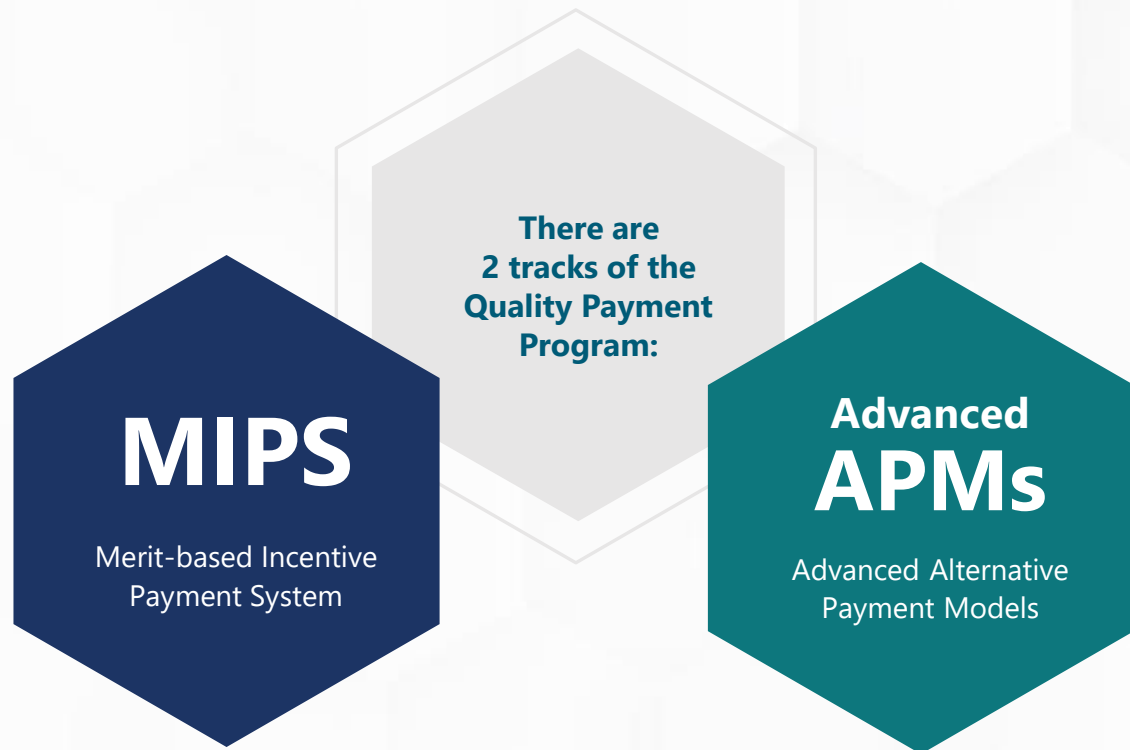 There are
2 tracks of the
Quality Payment
Program:
MIPS
Merit-based Incentive
Payment System
Advanced
APMs
Advanced Alternative
Payment Models